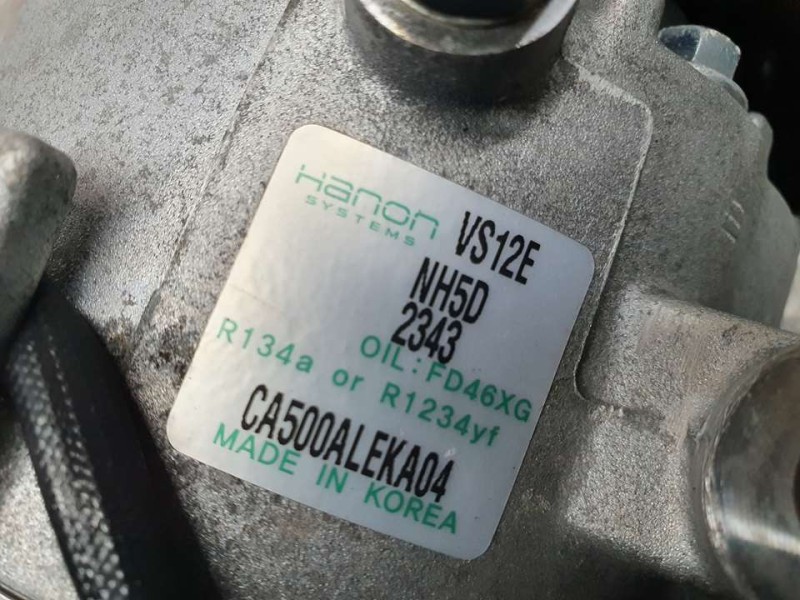 Hanon
SYSTEMS
VS12E
NH5D
2343
OIL: FD46XG
R134a or R1234yf
CA500ALEKA04
MADE IN KOREA